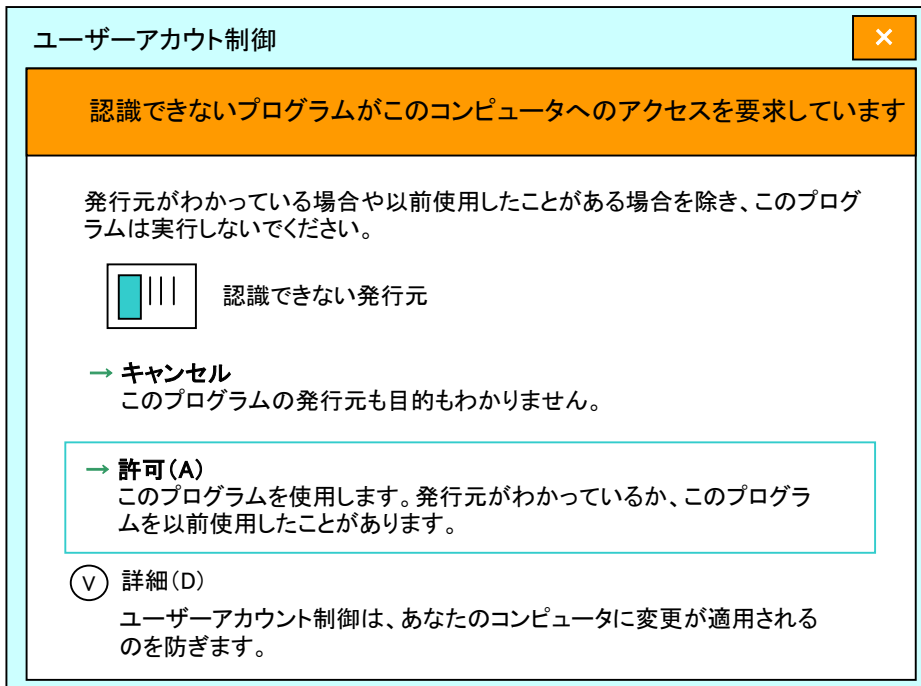 ユーザーアカウト制御
×
認識できないプログラムがこのコンピュータへのアクセスを要求しています
発行元がわかっている場合や以前使用したことがある場合を除き、このプログ
ラムは実行しないでください。
認識できない発行元
→ キャンセル
このプログラムの発行元も目的もわかりません。
→ 許可(A)
このプログラムを使用します。発行元がわかっているか、このプログラ
ムを以前使用したことがあります。
V 詳細(D)
ユーザーアカウント制御は、あなたのコンピュータに変更が適用される
のを防ぎます。